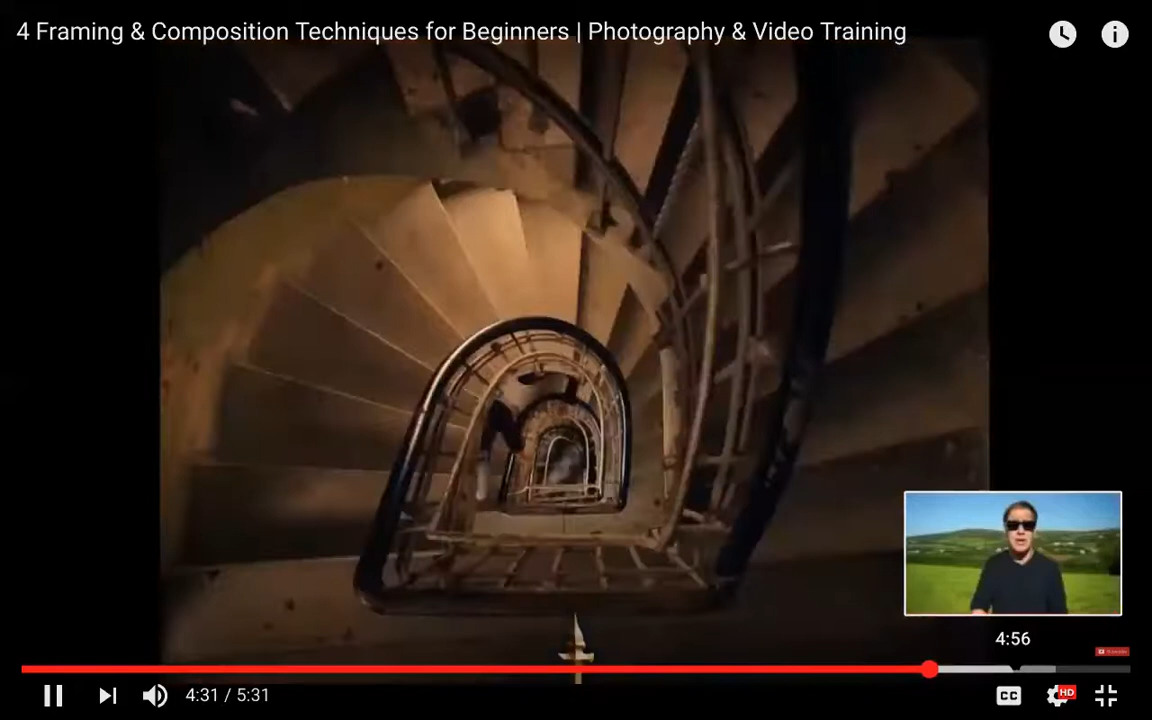 4 Framing & Composition Techniques for Beginners | Photography & Video Training
4:56
4:31 / 5:31
CC
HD